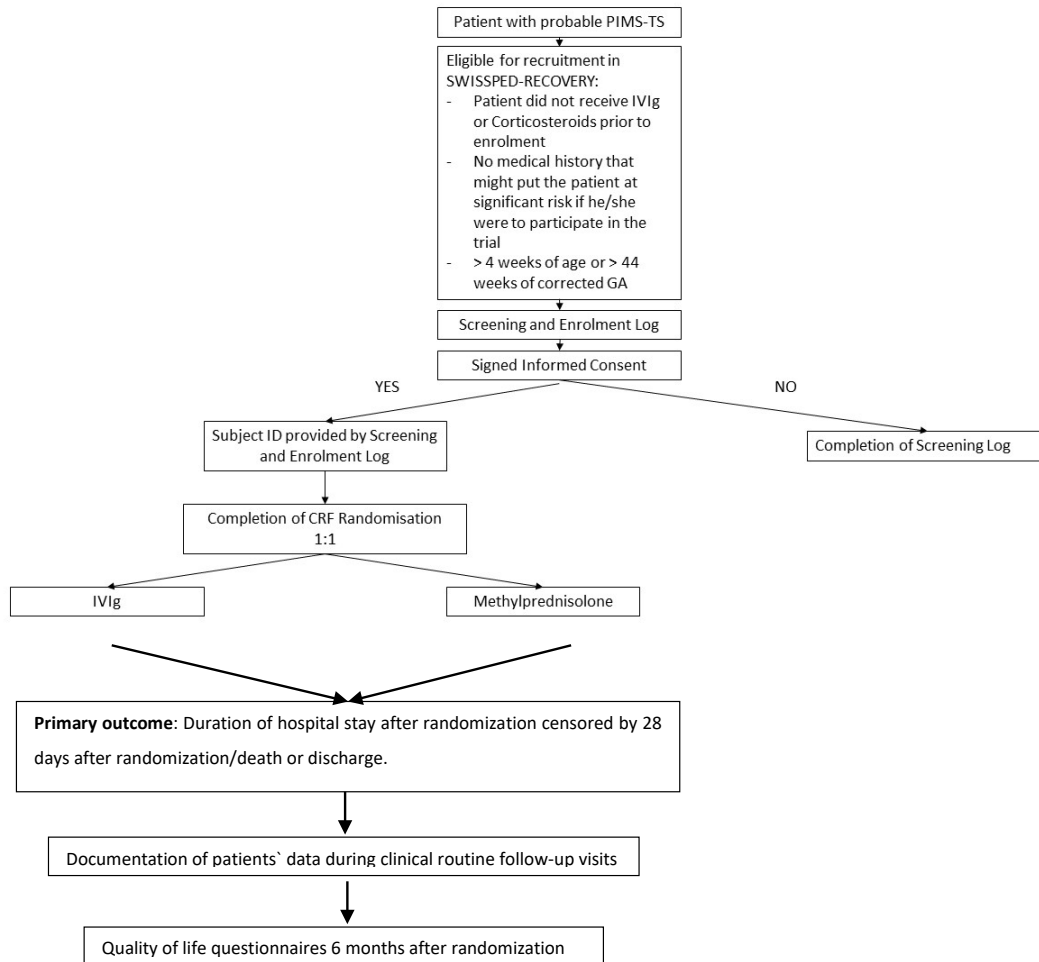 Patient with probable PIMS-TS
Eligible for recruitment in
SWISSPED-RECOVERY:
- Patient did not receive IVIg
or Corticosteroids prior to
enrolment
- No medical history that
might put the patient at
significant risk if he/she
were to participate in the
trial
- > 4 weeks of age or > 44
weeks of corrected GA
Screening and Enrolment Log
Signed Informed Consent
YES
NO
Subject ID provided by Screening
and Enrolment Log
Completion of Screening Log
Completion of CRF Randomisation
1:1
IVIg
Methylprednisolone
Primary outcome: Duration of hospital stay after randomization censored by 28
days after randomization/death or discharge.
Documentation of patients` data during clinical routine follow-up visits
Quality of life questionnaires 6 months after randomization